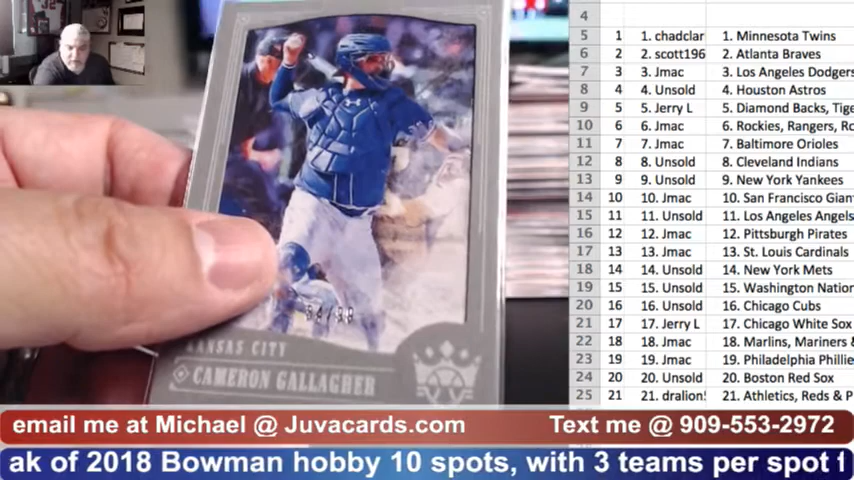 KANSAS CITY
CAMERON GALLAGHER
4
5 1 1. chadclar 1. Minnesota Twins
6 2 2. scott196 2. Atlanta Braves
7 3 3. Jmac 3. Los Angeles Dodgers
8 4 4. Unsold 4. Houston Astros
9 5 5. Jerry L 5. Diamond Backs, Tige
10 6 6. Jmac 6. Rockies, Rangers, Ro
11 7 7. Jmac 7. Baltimore Orioles
12 8 8. Unsold 8. Cleveland Indians
13 9 9. Unsold 9. New York Yankees
14 10 10. Jmac 10. San Francisco Giant
15 11 11. Unsold 11. Los Angeles Angels
16 12 12. Jmac 12. Pittsburgh Pirates
17 13 13. Jmac 13. St. Louis Cardinals
18 14 14. Unsold 14. New York Mets
19 15 15. Unsold 15. Washington Nation
20 16 16. Unsold 16. Chicago Cubs
21 17 17. Jerry L 17. Chicago White Sox
22 18 18. Jmac 18. Marlins, Mariners &
23 19 19. Jmac 19. Philadelphia Phillie
24 20 20. Unsold 20. Boston Red Sox
25 21 21. dralion! 21. Athletics, Reds & P
email me at Michael @ Juvacards.com Text me @ 909-553-2972
ak of 2018 Bowman hobby 10 spots, with 3 teams per spot f